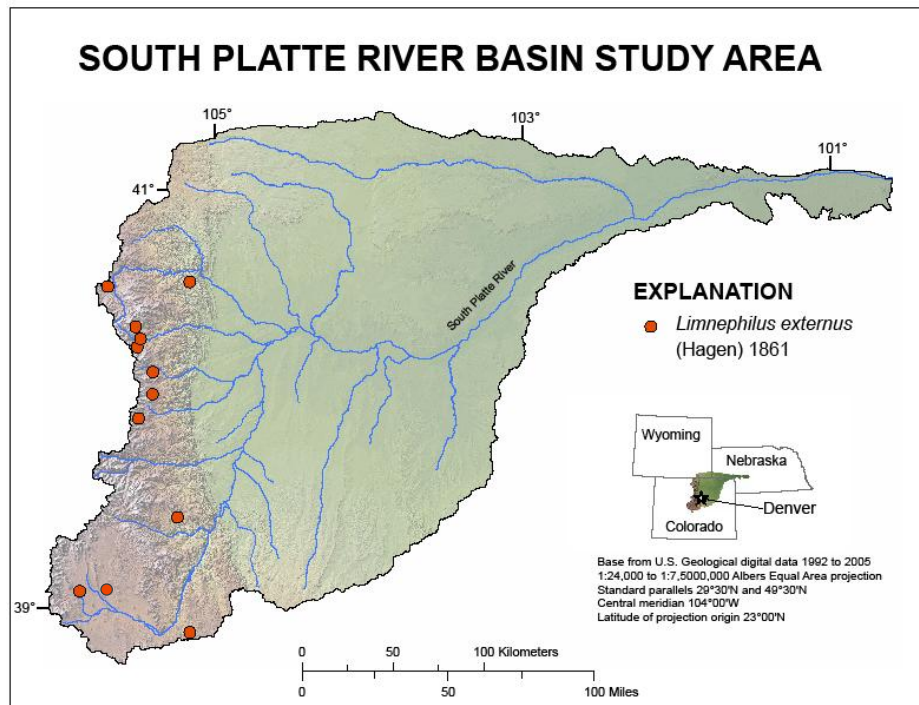 SOUTH PLATTE RIVER BASIN STUDY AREA
105°
103°
101°
41°
South Platte River
EXPLANATION
Limnephilus externus
(Hagen) 1861
Wyoming
Nebraska
Denver
Colorado
Base from U.S. Geological digital data 1992 to 2005
1:24,000 to 1:7,5000,000 Albers Equal Area projection
Standard parallels 29°30'N and 49°30'N
Central meridian 104°00'W
Latitude of projection origin 23°00'N
39°
0 50 100 Kilometers
0 50 100 Miles